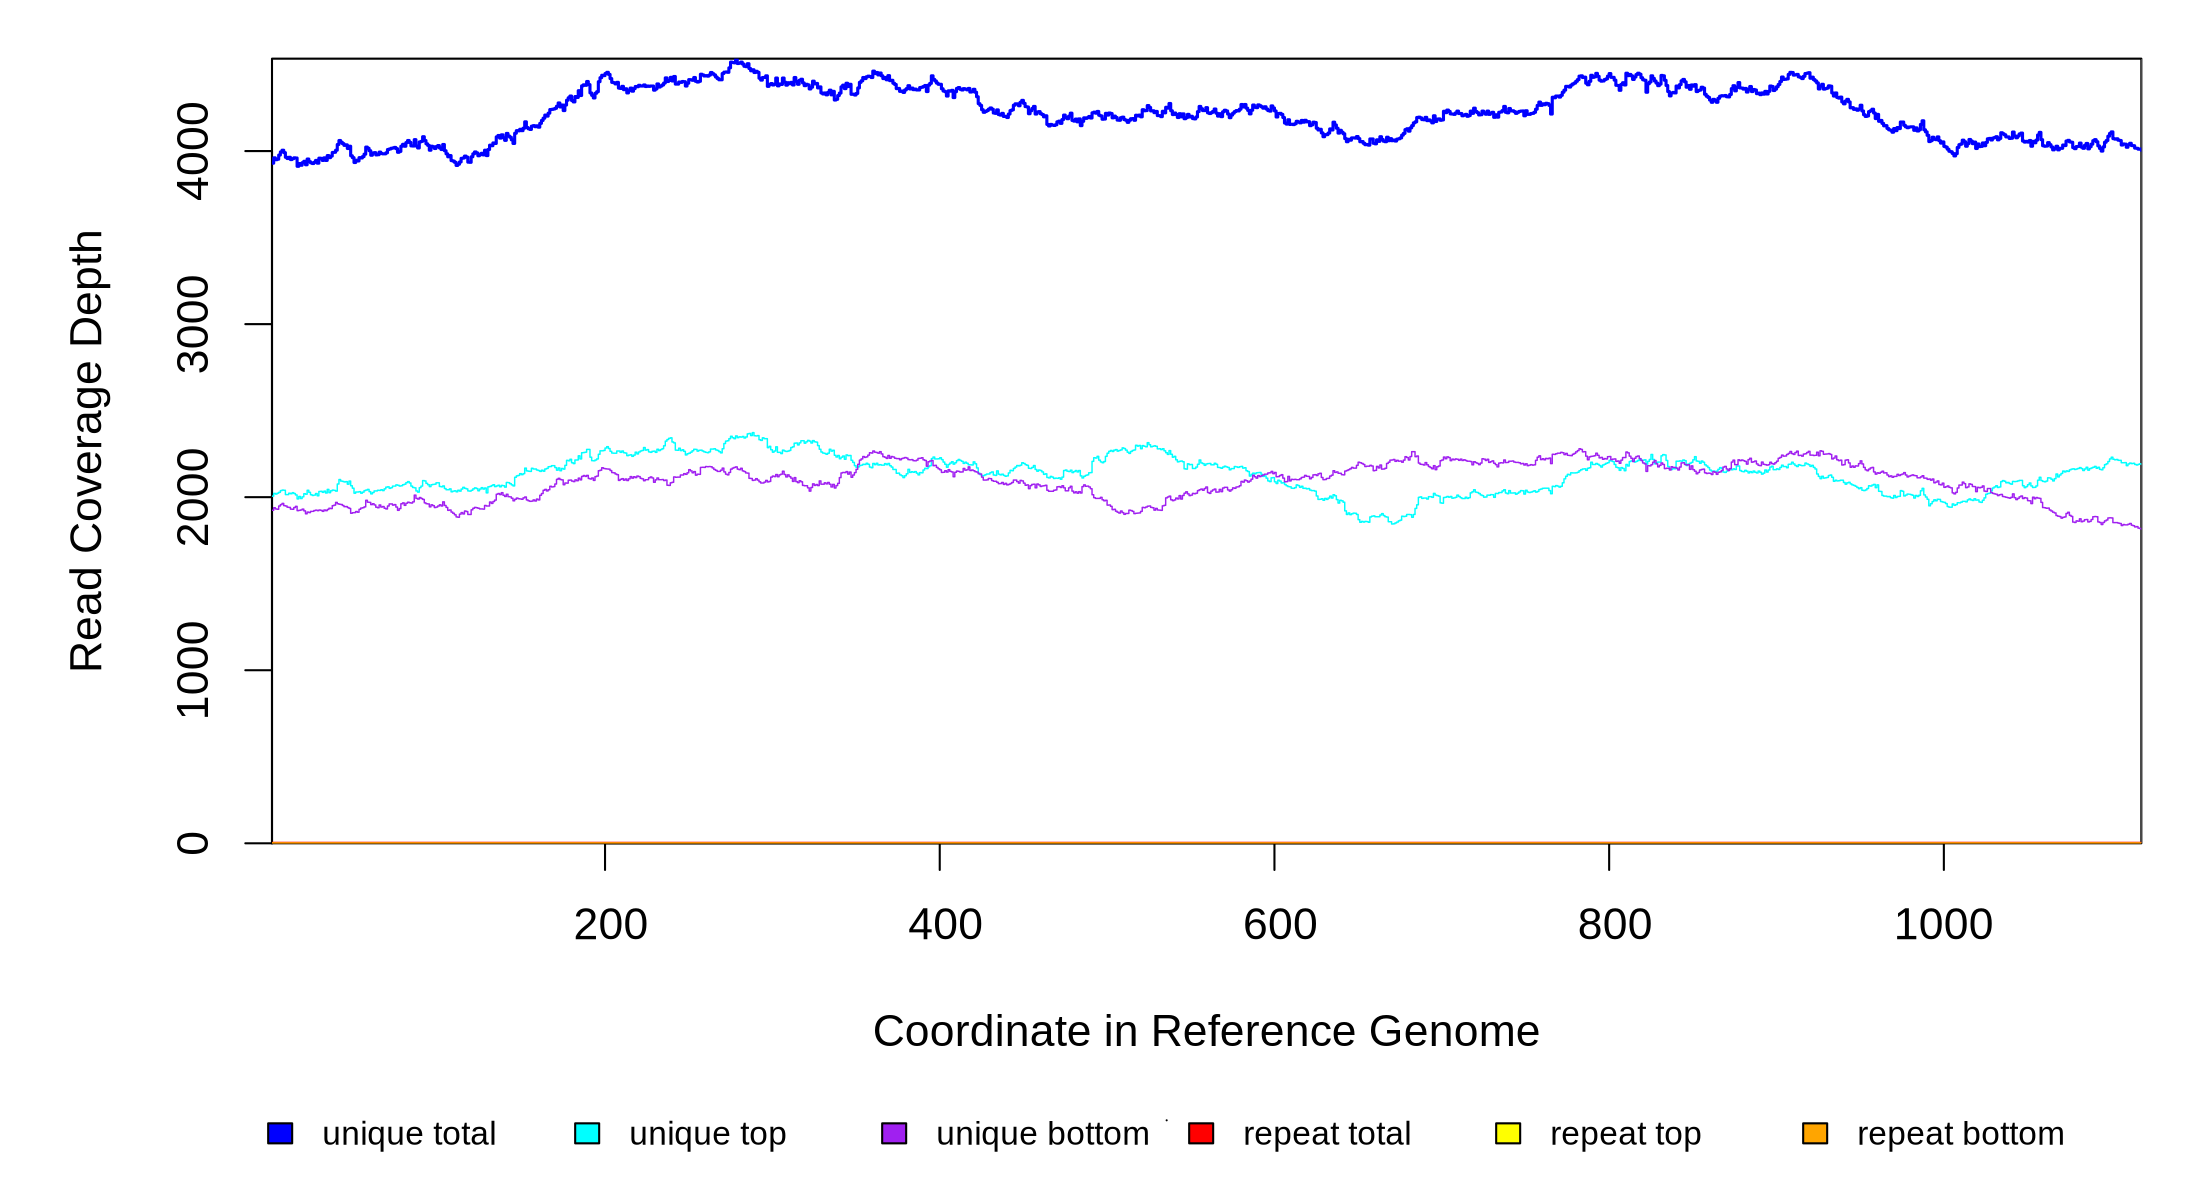 Read Coverage Depth
4000
3000
2000
1000
0
200 400 600 800 1000
Coordinate in Reference Genome
unique total unique top unique bottom repeat total repeat top repeat bottom